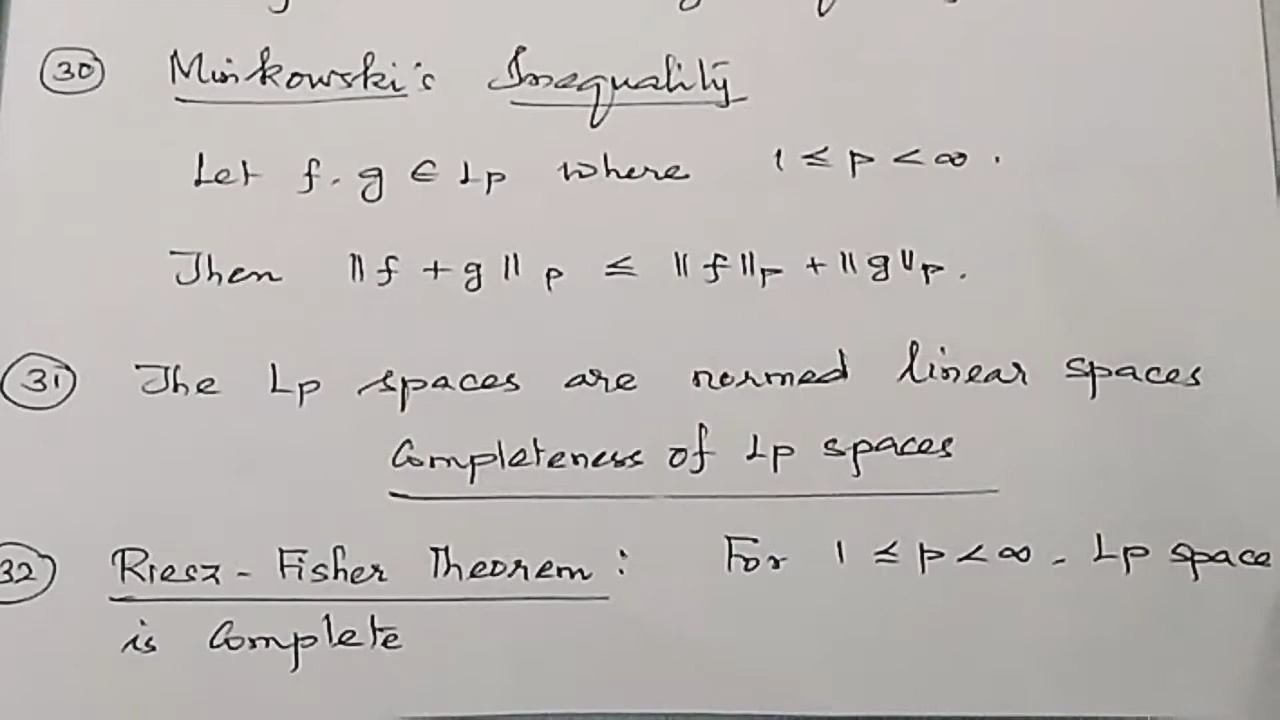 30 Minkowski's Inequality
Let f, g ∈ Lp where 1 ≤ p < ∞.
Then ||f + g||p ≤ ||f||p + ||g||p.
31 The Lp spaces are normed linear spaces
Completeness of Lp spaces
32 Riesz - Fisher Theorem : For 1 ≤ p < ∞ - Lp space
is complete